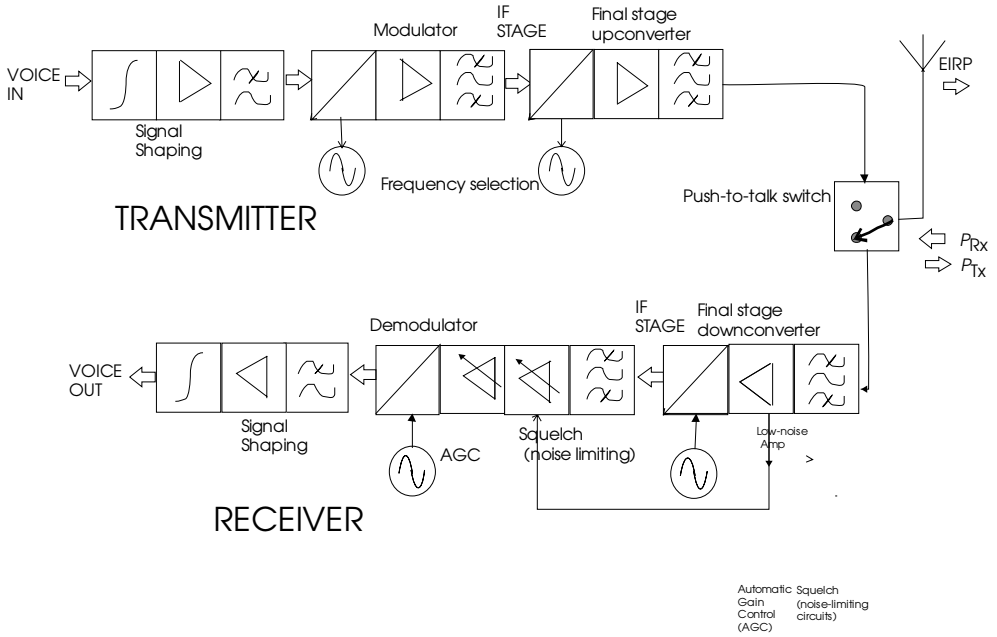 VOICE
IN
Signal
Shaping
Modulator
IF
STAGE
Final stage
upconverter
Frequency selection
TRANSMITTER
EIRP
Push-to-talk switch
PRx
PTx
IF
STAGE
Final stage
downconverter
Demodulator
VOICE
OUT
Signal
Shaping
AGC
Squelch
(noise limiting)
Low-noise
Amp
>
RECEIVER
Automatic
Gain
Control
(AGC)
Squelch
(noise-limiting
circuits)